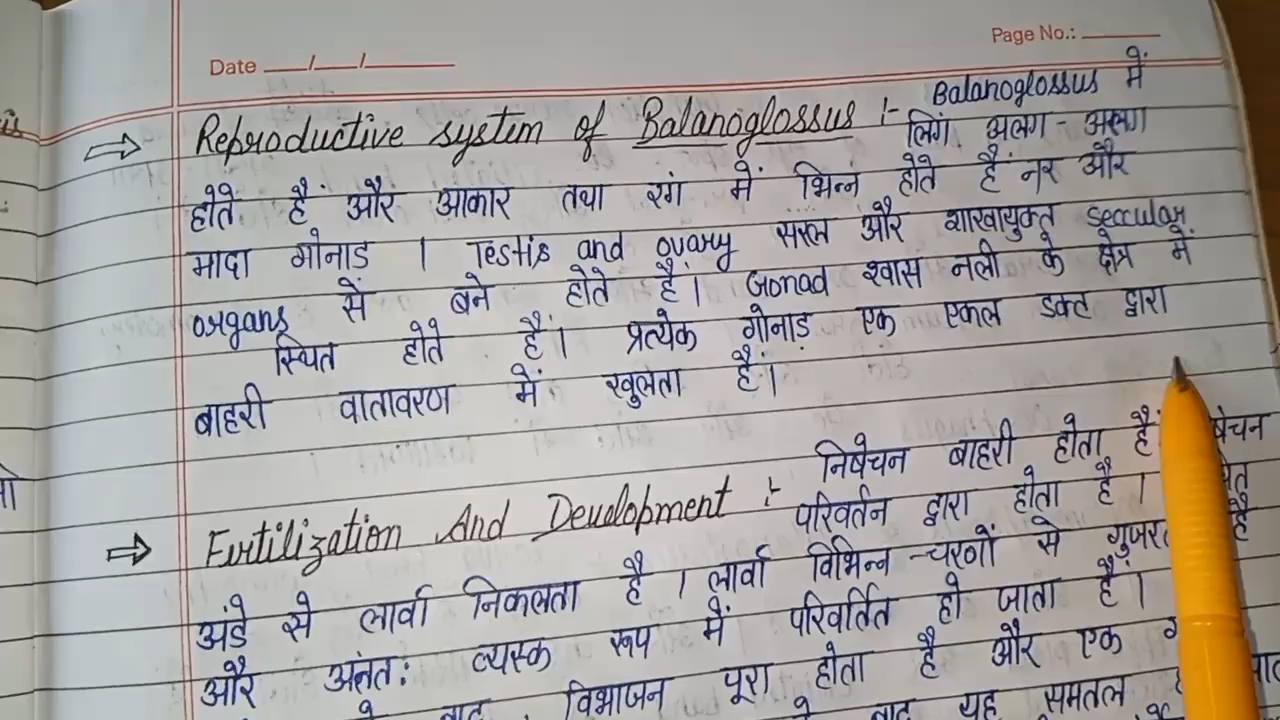 Page No.:
Date / /
Reproductive system of Balanoglossus :- Balanoglossus में
लिंग अलग-अलग
होते हैं और आकार तथा रंग में भिन्न होते हैं नर और
मादा गोनाड । Testis and ovary सरल और शाखायुक्त seccular
organs से बने होते हैं। Gonad श्वास नली के क्षेत्र में
स्थित होते हैं। प्रत्येक गोनाड एक एकल डक्ट द्वारा
बाहरी वातावरण में खुलता है।
Fertilization And Development :- निषेचन बाहरी होता है
परिवर्तन द्वारा होता है।
अंडे से लार्वा निकलता है। लार्वा विभिन्न चरणों से है
और अंततः व्यस्क रूप में परिवर्तित हो जाता है।
विभाजन पूरा होता है और एक
बाद यह समतल